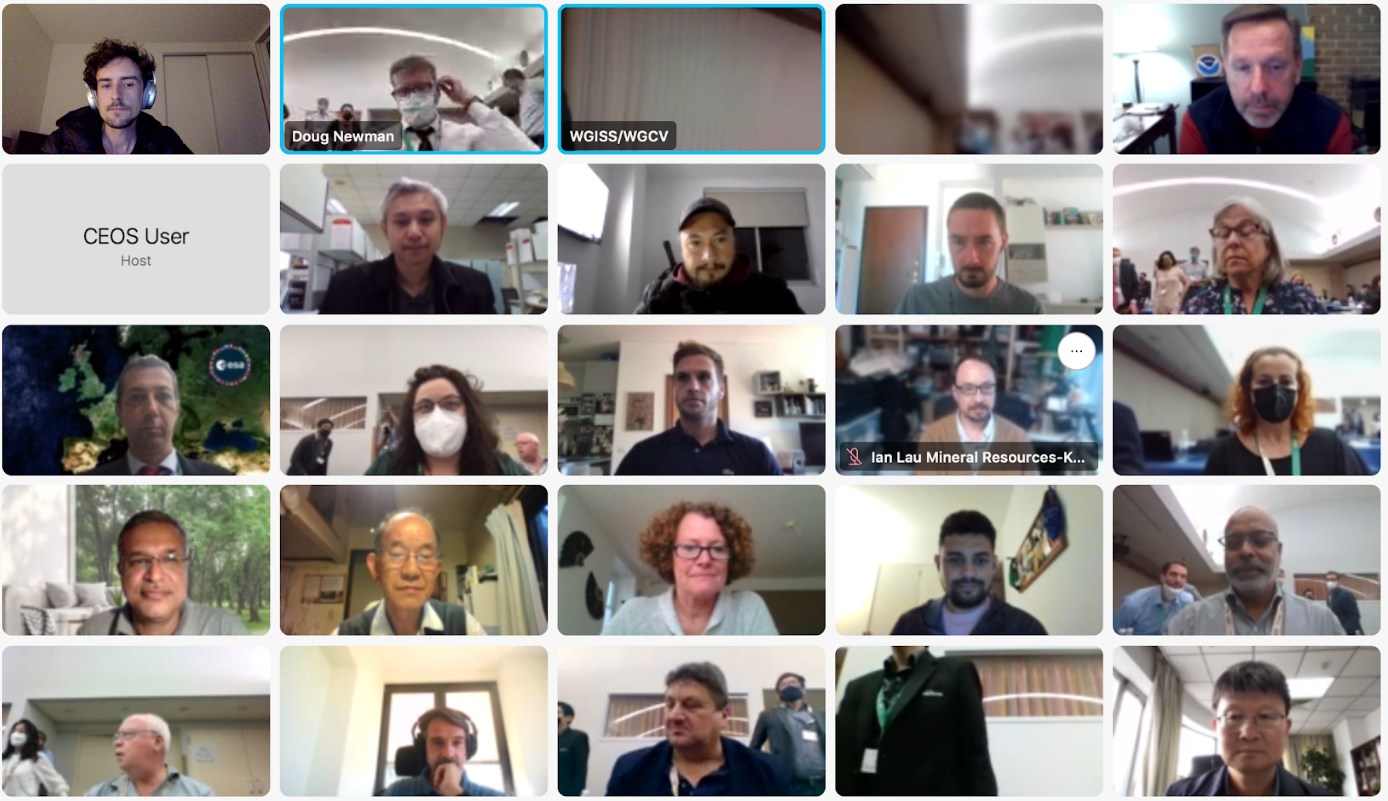 Doug Newman
WGISS/WGCV
CEOS User
Host
esa
Ian Lau Mineral Resources-K...